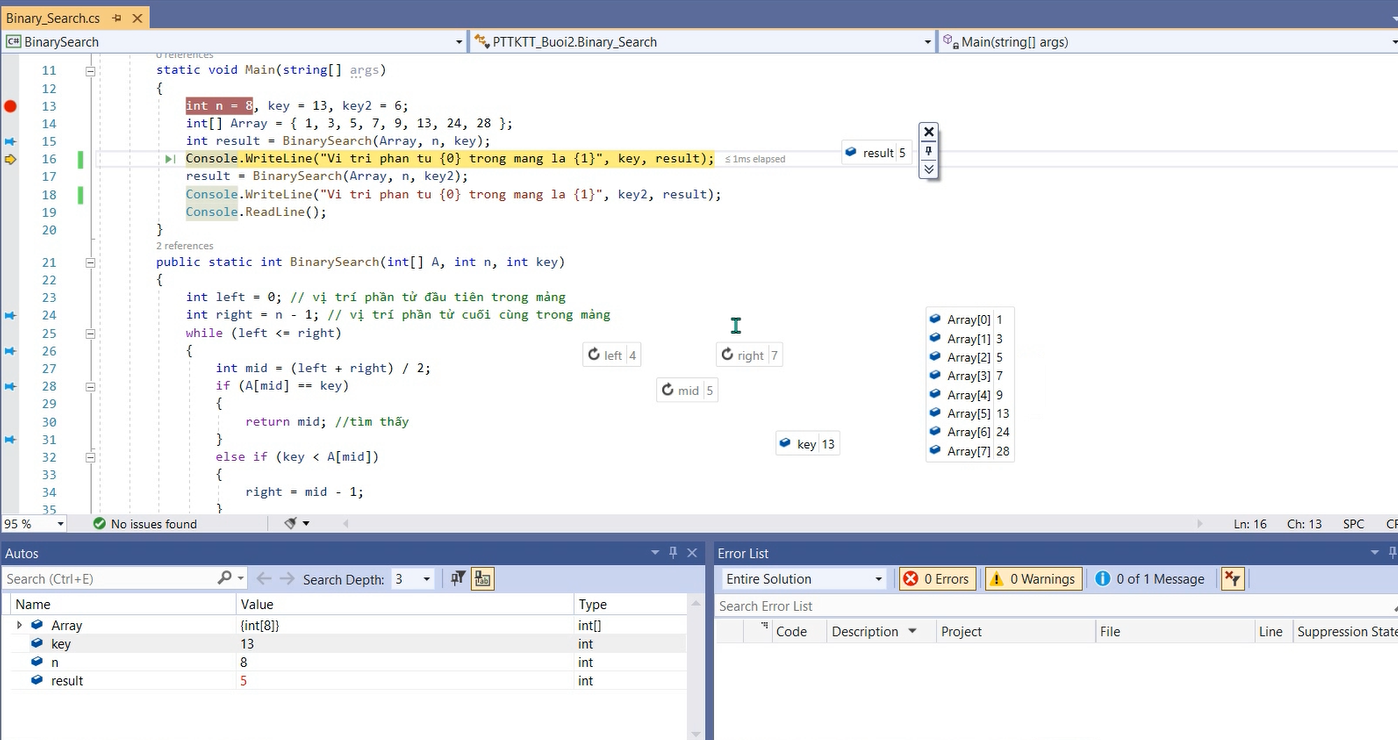 Binary_Search.cs
C# BinarySearch PTTKTT_Buoi2.Binary_Search Main(string[] args)
0 references
11 static void Main(string[] args)
12 {
13 int n = 8, key = 13, key2 = 6;
14 int[] Array = { 1, 3, 5, 7, 9, 13, 24, 28 };
15 int result = BinarySearch(Array, n, key);
16 Console.WriteLine("Vi tri phan tu {0} trong mang la {1}", key, result); ≤ 1ms elapsed
result 5
17 result = BinarySearch(Array, n, key2);
18 Console.WriteLine("Vi tri phan tu {0} trong mang la {1}", key2, result);
19 Console.ReadLine();
20 }
2 references
21 public static int BinarySearch(int[] A, int n, int key)
22 {
23 int left = 0; // vị trí phần tử đầu tiên trong mảng
24 int right = n - 1; // vị trí phần tử cuối cùng trong mảng
25 while (left <= right)
26 {
27 int mid = (left + right) / 2;
28 if (A[mid] == key)
29 {
30 return mid; //tìm thấy
31 }
32 else if (key < A[mid])
33 {
34 right = mid - 1;
35 }
left 4
right 7
mid 5
key 13
Array[0] 1
Array[1] 3
Array[2] 5
Array[3] 7
Array[4] 9
Array[5] 13
Array[6] 24
Array[7] 28
95 % No issues found Ln: 16 Ch: 13 SPC
Autos
Search (Ctrl+E) Search Depth: 3
Name Value Type
Array {int[8]} int[]
key 13 int
n 8 int
result 5 int
Error List
Entire Solution 0 Errors 0 Warnings 0 of 1 Message
Search Error List
Code Description Project File Line Suppression State